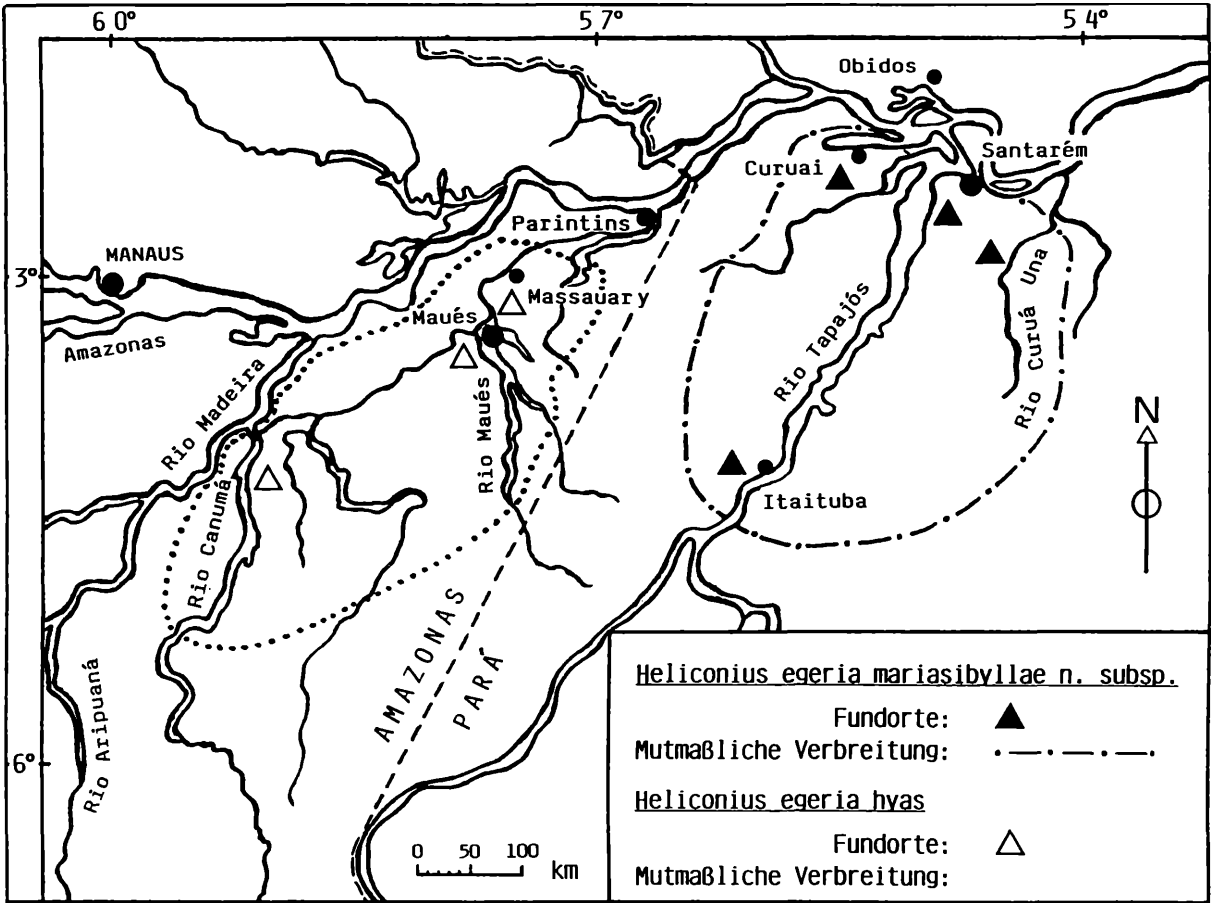 60° 57° 54°
Obidos
Santarém
Curuai
Parintins
MANAUS
3°
Massauary
Maués
Amazonas
Rio Madeira
Rio Tapajós
Rio Curuá Una
Rio Maués
N
Rio Canumá
Itaituba
AMAZONAS
PARÁ
Rio Aripuaná
6°
0 50 100
km
Heliconius egeria mariasibyllae n. subsp.
Fundorte:
Mutmaßliche Verbreitung:
Heliconius egeria hyas
Fundorte:
Mutmaßliche Verbreitung: